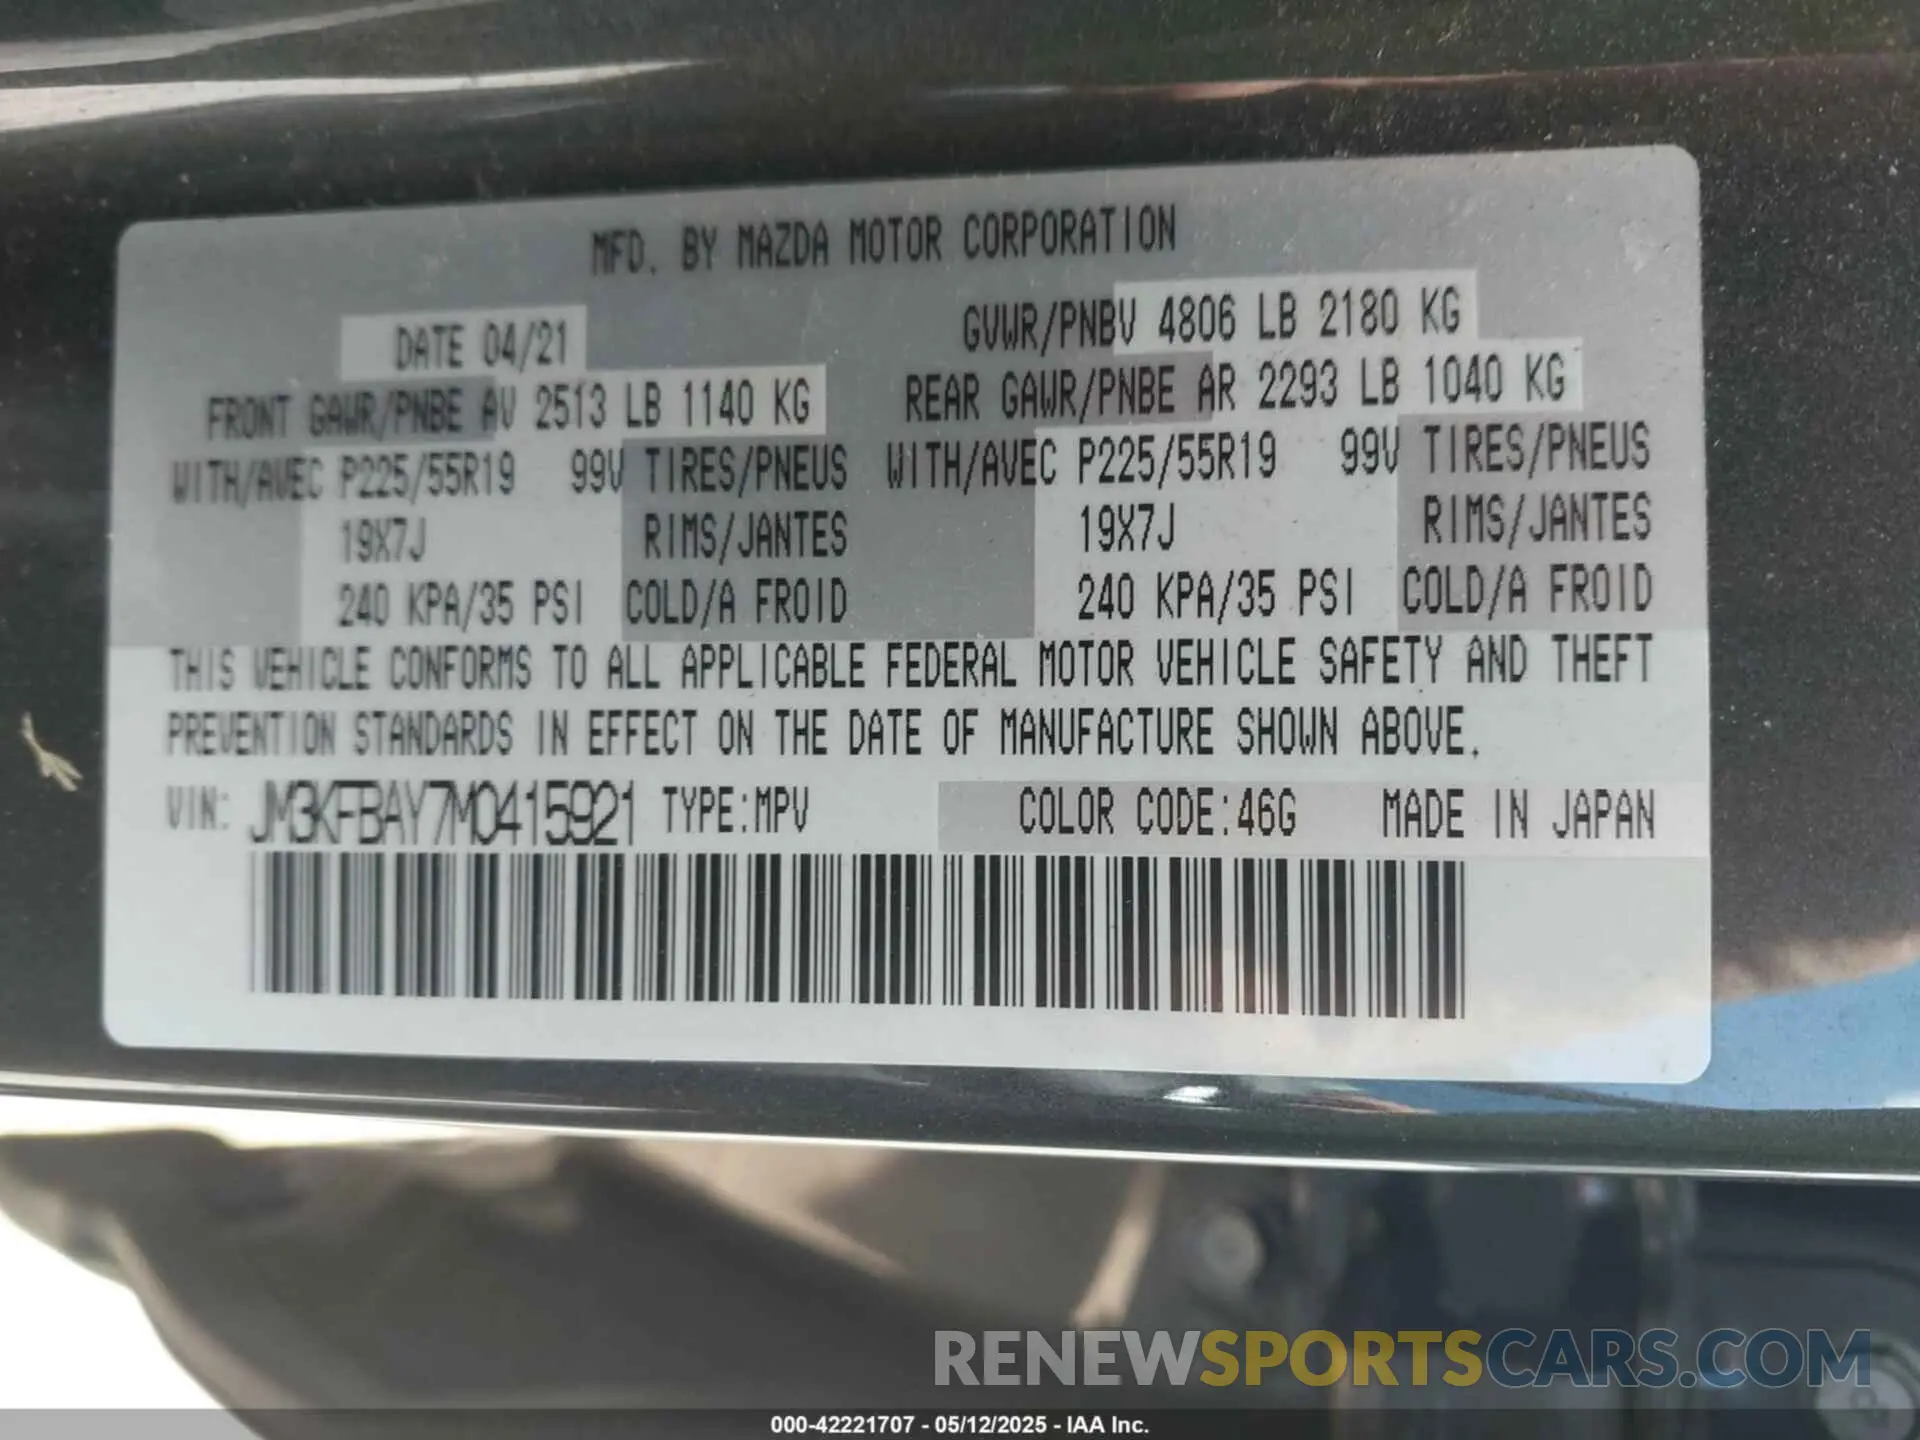 MFD. BY MAZDA MOTOR CORPORATION
DATE 04/21 GVWR/PNBV 4806 LB 2180 KG
FRONT GAWR/PNBE AV 2513 LB 1140 KG REAR GAWR/PNBE AR 2293 LB 1040 KG
WITH/AVEC P225/55R19 99V TIRES/PNEUS WITH/AVEC P225/55R19 99V TIRES/PNEUS
19X7J RIMS/JANTES 19X7J RIMS/JANTES
240 KPA/35 PSI COLD/A FROID 240 KPA/35 PSI COLD/A FROID
THIS VEHICLE CONFORMS TO ALL APPLICABLE FEDERAL MOTOR VEHICLE SAFETY AND THEFT
PREVENTION STANDARDS IN EFFECT ON THE DATE OF MANUFACTURE SHOWN ABOVE.
VIN: JM3KFBAY7M0415921 TYPE:MPV COLOR CODE:46G MADE IN JAPAN
RENEWSPORTSCARS.COM
000-42221707 - 05/12/2025 - IAA Inc.